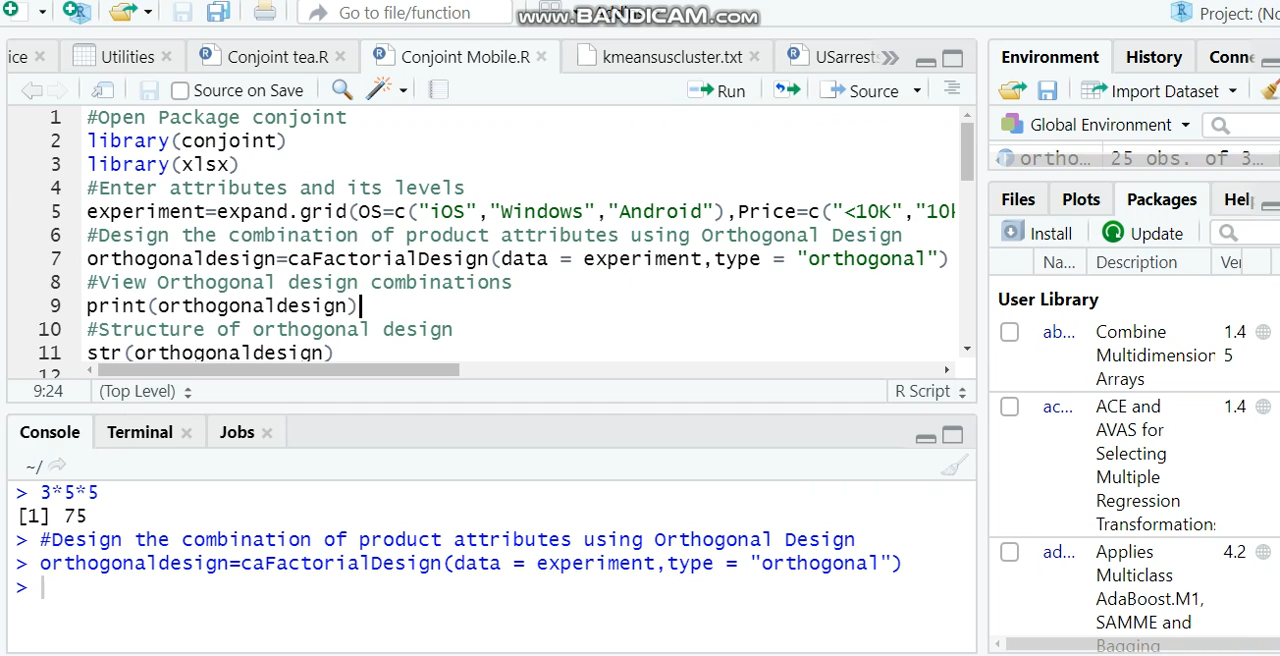 Go to file/function
www.BANDICAM.com
Project: (No
ice
Utilities
Conjoint tea.R
Conjoint Mobile.R
kmeansuscluster.txt
USarrest
Source on Save
Run
Source
1 #Open Package conjoint
2 library(conjoint)
3 library(xlsx)
4 #Enter attributes and its levels
5 experiment=expand.grid(OS=c("iOS","Windows","Android"),Price=c("<10K","10k
6 #Design the combination of product attributes using Orthogonal Design
7 orthogonaldesign=caFactorialDesign(data = experiment,type = "orthogonal")
8 #View Orthogonal design combinations
9 print(orthogonaldesign)
10 #Structure of orthogonal design
11 str(orthogonaldesign)
12
9:24 (Top Level) R Script
Console Terminal Jobs
~/
> 3*5*5
[1] 75
> #Design the combination of product attributes using Orthogonal Design
> orthogonaldesign=caFactorialDesign(data = experiment,type = "orthogonal")
>
Environment History Conne
Import Dataset
Global Environment
ortho... 25 obs. of 3...
Files Plots Packages Hel
Install Update
Na... Description Ver
User Library
ab... Combine 1.4
Multidimension 5
Arrays
ac... ACE and 1.4
AVAS for
Selecting
Multiple
Regression
Transformation:
ad... Applies 4.2
Multiclass
AdaBoost.M1,
SAMME and
Bagging